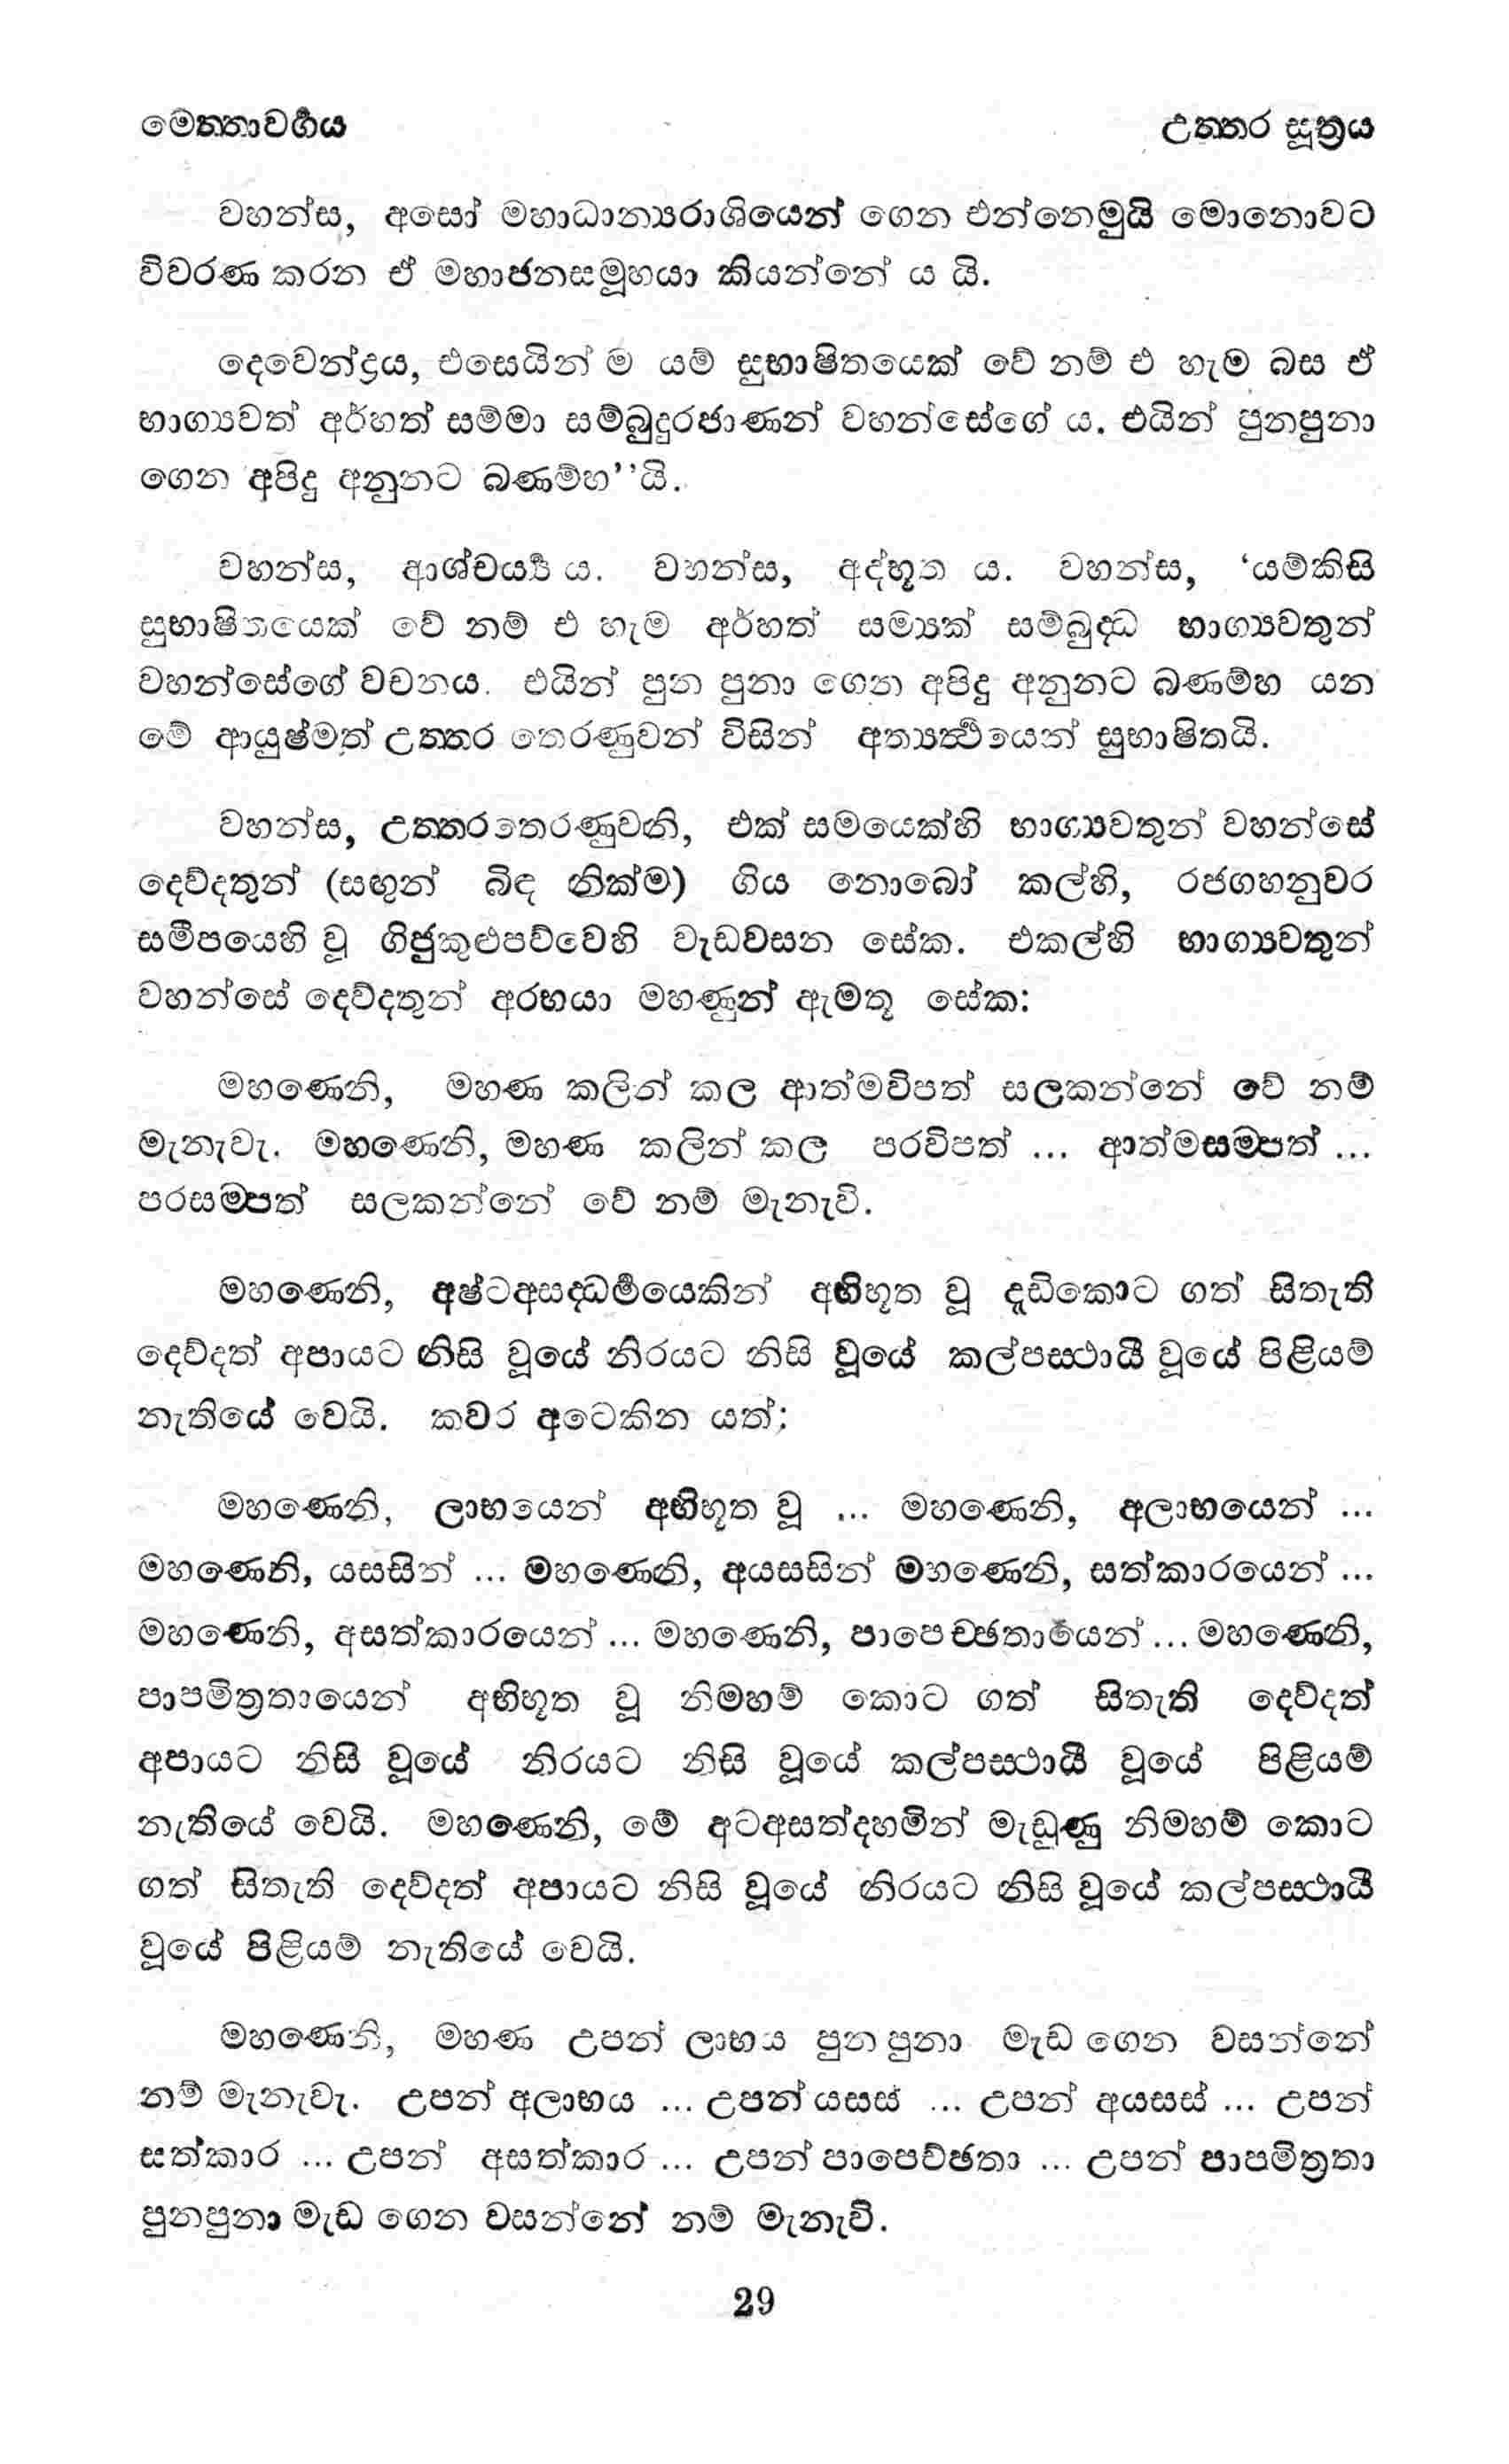 මෙත්තාවර්‍ගය	උත්තර සූත්‍රය
වහන්ස, අසෝ මහාධාන්‍යරාශියෙන් ගෙන එන්නෙමුයි මොනොවට
විවරණ කරන ඒ මහාජනසමූහයා කියන්නේ ය යි.
දෙවෙන්ද්‍රය, එසෙයින් ම යම් සුභාෂිතයෙක් වේ නම් එ හැම බස ඒ
භාග්‍යවත් අර්හත් සම්මා සම්බුදුරජාණන් වහන්සේගේ ය. එයින් පුනපුනා
ගෙන අපිදු අනුනට බණම්හ’’යි.
වහන්ස, ආශ්චර්‍ය්‍ය ය. වහන්ස, අද්භූත ය. වහන්ස, ‘යම්කිසි
සුභාෂිතයෙක් වේ නම් එ හැම අර්හත් සම්‍යක් සම්බුද්ධ භාග්‍යවතුන්
වහන්සේගේ වචනය. එයින් පුන පුනා ගෙන අපිදු අනුනට බණම්හ යන
මේ ආයුෂ්මත් උත්තර තෙරණුවන් විසින් අත්‍යර්‍ත්‍ථයෙන් සුභාෂිතයි.
වහන්ස, උත්තරතෙරණුවනි, එක් සමයෙක්හි භාග්‍යවතුන් වහන්සේ
දෙව්දතුන් (සඟුන් බිඳ නික්ම) ගිය නොබෝ කල්හි, රජගහනුවර
සමීපයෙහි වූ ගිජුකුළුපව්වෙහි වැඩවසන සේක. එකල්හි භාග්‍යවතුන්
වහන්සේ දෙව්දතුන් අරභයා මහණුන් ඇමතූ සේක:
මහණෙනි, මහණ කලින් කල ආත්මවිපත් සලකන්නේ වේ නම්
මැනැවැ. මහණෙනි, මහණ කලින් කල පරවිපත් ... ආත්මසම්පත් ...
පරසම්පත් සලකන්නේ වේ නම් මැනැවි.
මහණෙනි, අෂ්ටඅසද්ධර්‍මයෙකින් අභිභූත වූ දැඩිකොට ගත් සිතැති
දෙව්දත් අපායට නිසි වූයේ නිරයට නිසි වූයේ කල්පස්ථායී වූයේ පිළියම්
නැතියේ වෙයි. කවර අටෙකින යත්:
මහණෙනි, ලාභයෙන් අභිභූත වූ ... මහණෙනි, අලාභයෙන් ...
මහණෙනි, යසසින් ... මහණෙනි, අයසසින් මහණෙනි, සත්කාරයෙන් ...
මහණෙනි, අසත්කාරයෙන් ... මහණෙනි, පාපෙච්ඡතායෙන් ... මහණෙනි,
පාපමිත්‍රතායෙන් අභිභූත වූ නිමහම් කොට ගත් සිතැති දෙව්දත්
අපායට නිසි වූයේ නිරයට නිසි වූයේ කල්පස්ථායී වූයේ පිළියම්
නැතියේ වෙයි. මහණෙනි, මේ අටඅසත්දහමින් මැඩුණු නිමහම් කොට
ගත් සිතැති දෙව්දත් අපායට නිසි වූයේ නිරයට නිසි වූයේ කල්පස්ථායී
වූයේ පිළියම් නැතියේ වෙයි.
මහණෙනි, මහණ උපන් ලාභය පුන පුනා මැඩ ගෙන වසන්නේ
නම් මැනැවැ. උපන් අලාභය ... උපන් යසස් ... උපන් අයසස් ... උපන්
සත්කාර ... උපන් අසත්කාර ... උපන් පාපෙච්ඡතා ... උපන් පාපමිත්‍රතා
පුනපුනා මැඩ ගෙන වසන්නේ නම් මැනැවි.
29